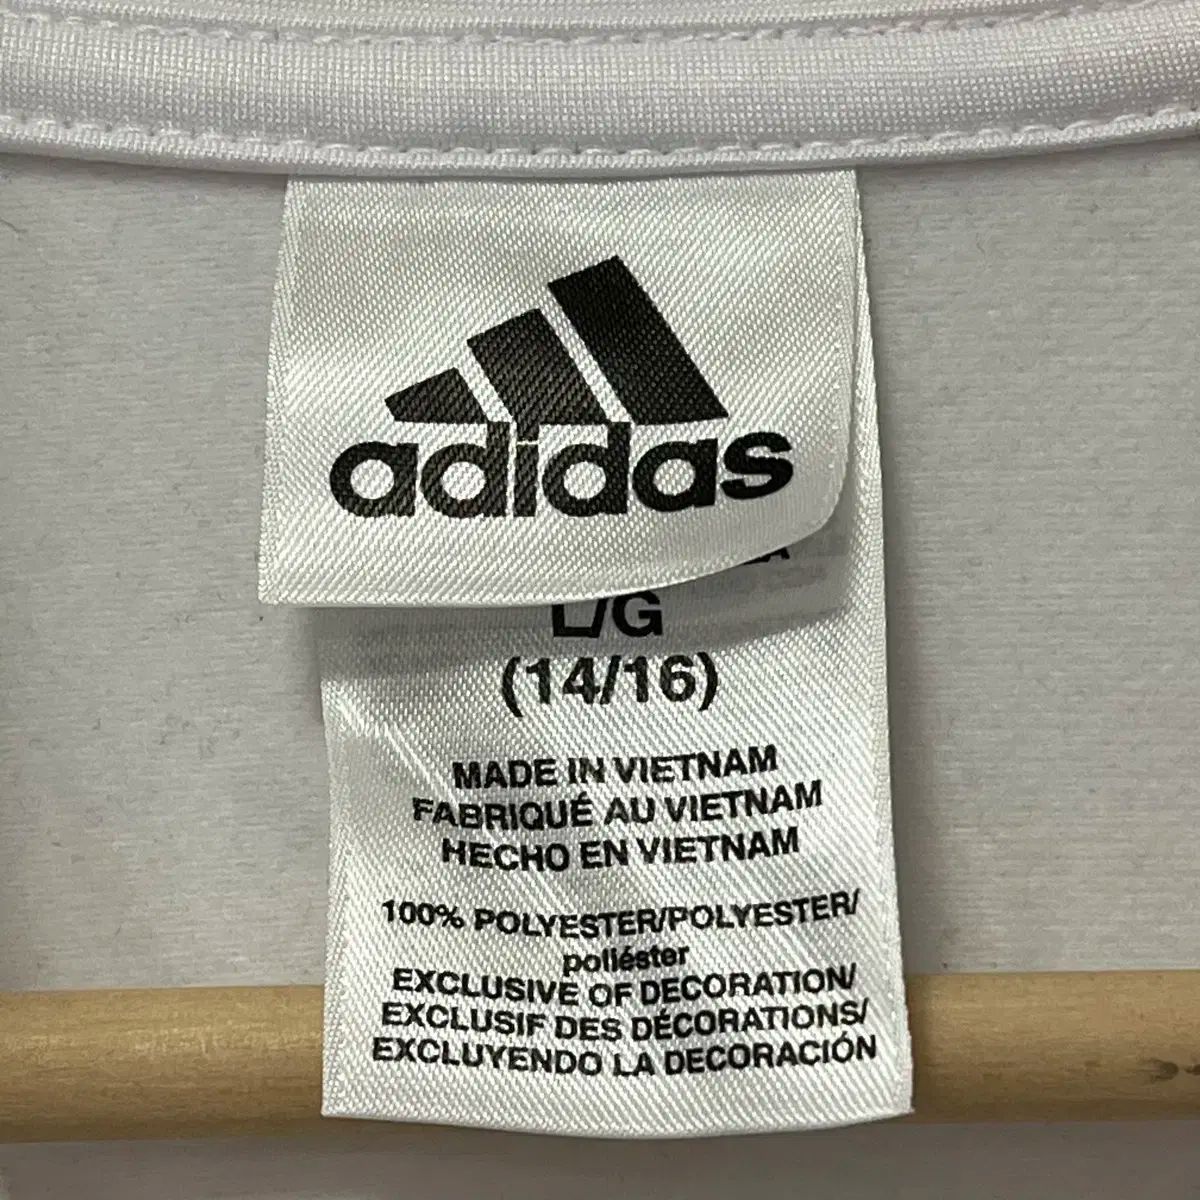 adidas
L/G
(14/16)
MADE IN VIETNAM
FABRIQUÉ AU VIETNAM
HECHO EN VIETNAM
100% POLYESTER/POLYESTER/
poliéster
EXCLUSIVE OF DECORATION/
EXCLUSIF DES DÉCORATIONS/
EXCLUYENDO LA DECORACIÓN